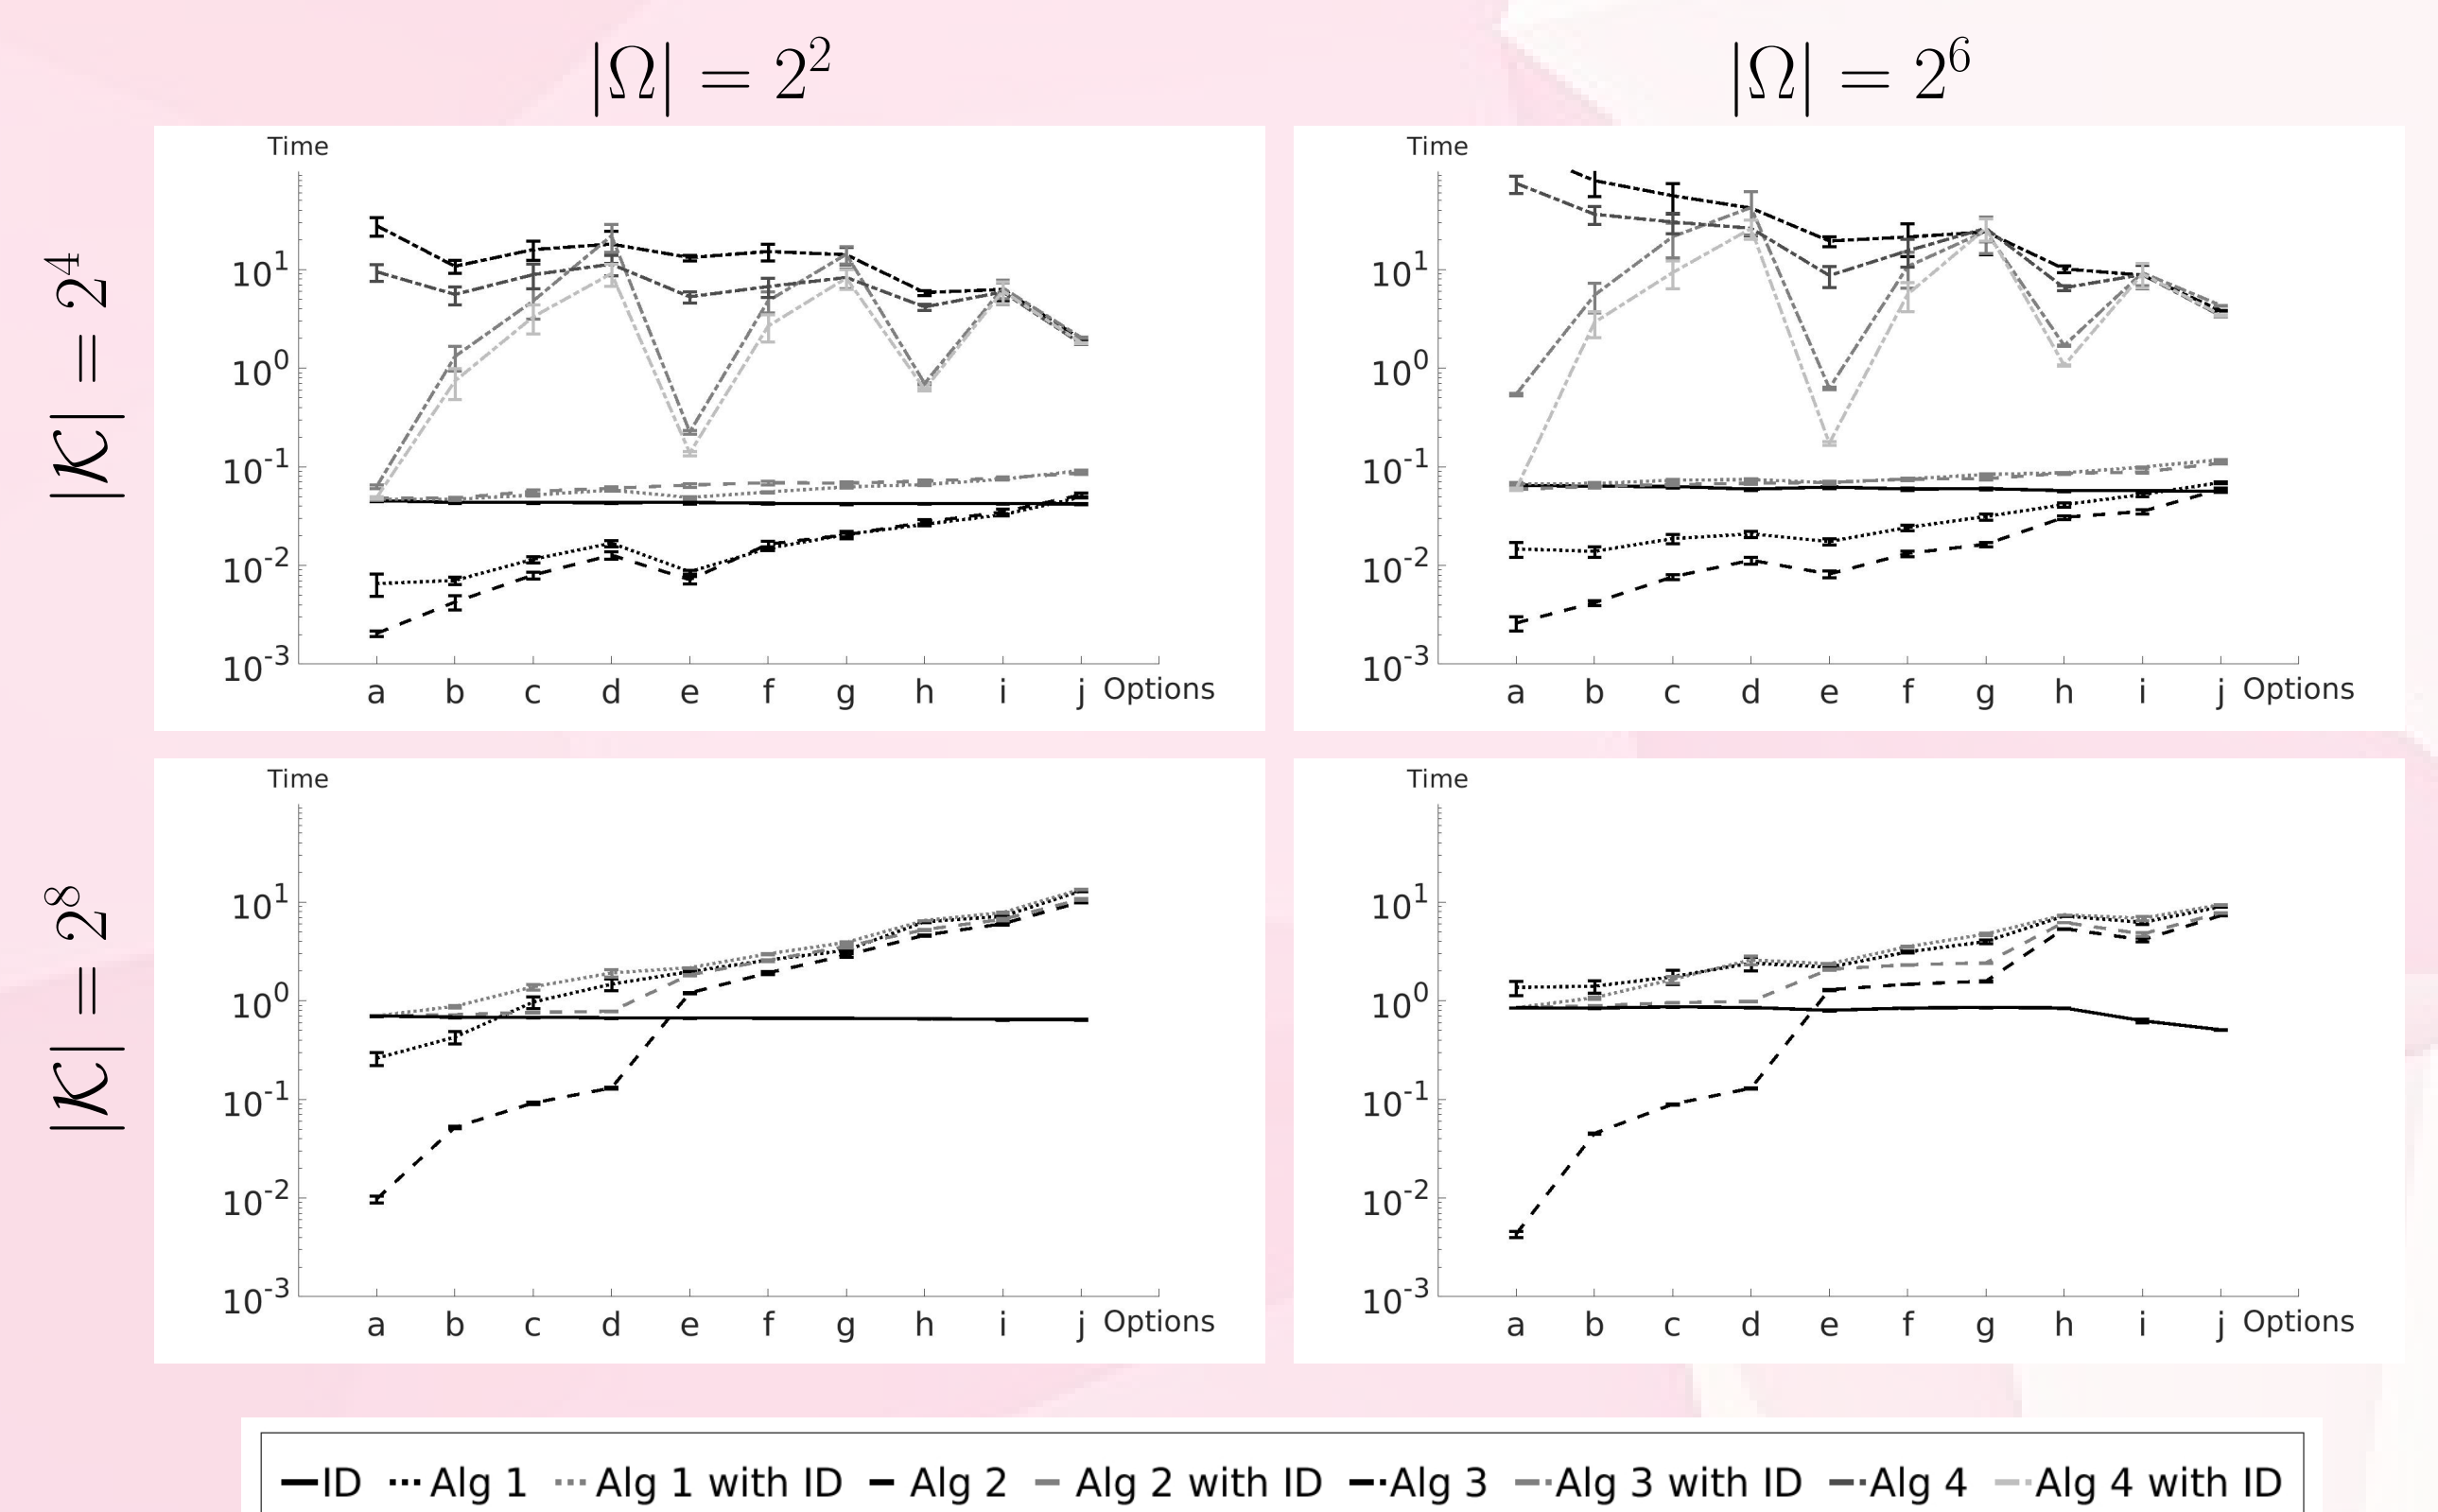 |Ω| = 2²
|Ω| = 2⁶
|𝒦| = 2⁴
Time
10¹
10⁰
10⁻¹
10⁻²
10⁻³
a b c d e f g h i j Options
Time
10¹
10⁰
10⁻¹
10⁻²
10⁻³
a b c d e f g h i j Options
|𝒦| = 2⁸
Time
10¹
10⁰
10⁻¹
10⁻²
10⁻³
a b c d e f g h i j Options
Time
10¹
10⁰
10⁻¹
10⁻²
10⁻³
a b c d e f g h i j Options
ID Alg 1 Alg 1 with ID Alg 2 Alg 2 with ID Alg 3 Alg 3 with ID Alg 4 Alg 4 with ID